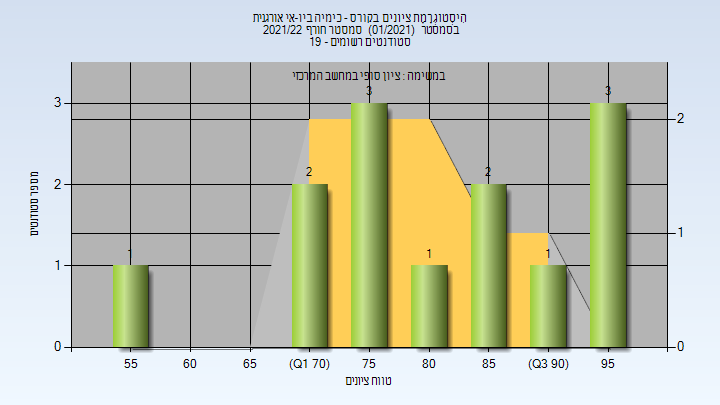 היסטוגרמת ציונים בקורס - כימיה ביו-אי אורגנית
בסמסטר (01/2021) סמסטר חורף 2021/22
סטודנטים רשומים - 19
במשימה : ציון סופי במחשב המרכזי
מספר סטודנטים
3
2
1
0
2
1
0
1
2
3
1
2
1
3
55
60
65
(Q1 70)
75
80
85
(Q3 90)
95
טווח ציונים